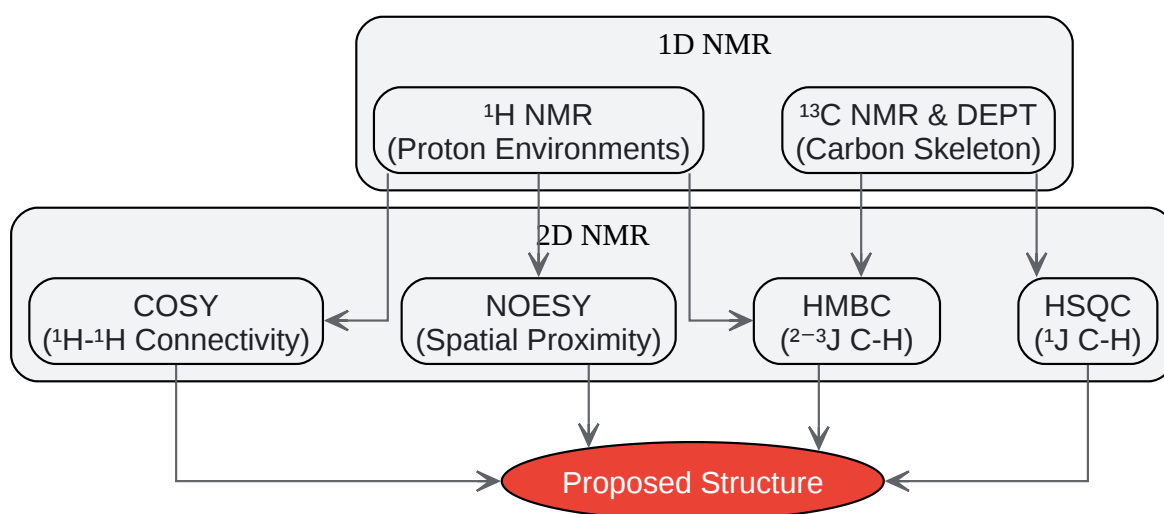 1D NMR
¹H NMR
(Proton Environments)
¹³C NMR & DEPT
(Carbon Skeleton)
2D NMR
COSY
(¹H-¹H Connectivity)
NOESY
(Spatial Proximity)
HMBC
(²⁻³J C-H)
HSQC
(¹J C-H)
Proposed Structure